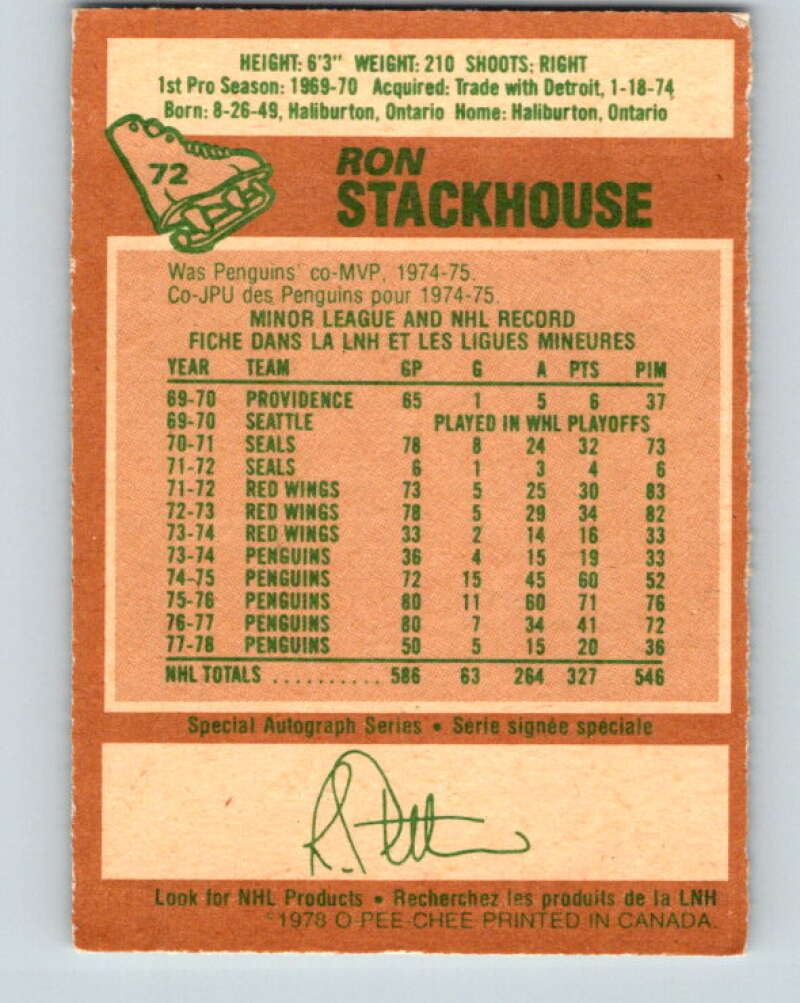 HEIGHT: 6'3" WEIGHT: 210 SHOOTS: RIGHT
1st Pro Season: 1969-70 Acquired: Trade with Detroit, 1-18-74
Born: 8-26-49, Haliburton, Ontario Home: Haliburton, Ontario
72
RON
STACKHOUSE
Was Penguins' co-MVP, 1974-75.
Co-JPU des Penguins pour 1974-75.
MINOR LEAGUE AND NHL RECORD
FICHE DANS LA LNH ET LES LIGUES MINEURES
YEAR TEAM GP G A PTS PIM
69-70 PROVIDENCE 65 1 5 6 37
69-70 SEATTLE PLAYED IN WHL PLAYOFFS
70-71 SEALS 78 8 24 32 73
71-72 SEALS 6 1 3 4 6
71-72 RED WINGS 73 5 25 30 83
72-73 RED WINGS 78 5 29 34 82
73-74 RED WINGS 33 2 14 16 33
73-74 PENGUINS 36 4 15 19 33
74-75 PENGUINS 72 15 45 60 52
75-76 PENGUINS 80 11 60 71 76
76-77 PENGUINS 80 7 34 41 72
77-78 PENGUINS 50 5 15 20 36
NHL TOTALS .......... 586 63 264 327 546
Special Autograph Series • Série signée spéciale
Look for NHL Products • Recherchez les produits de la LNH
©1978 O-PEE-CHEE PRINTED IN CANADA.